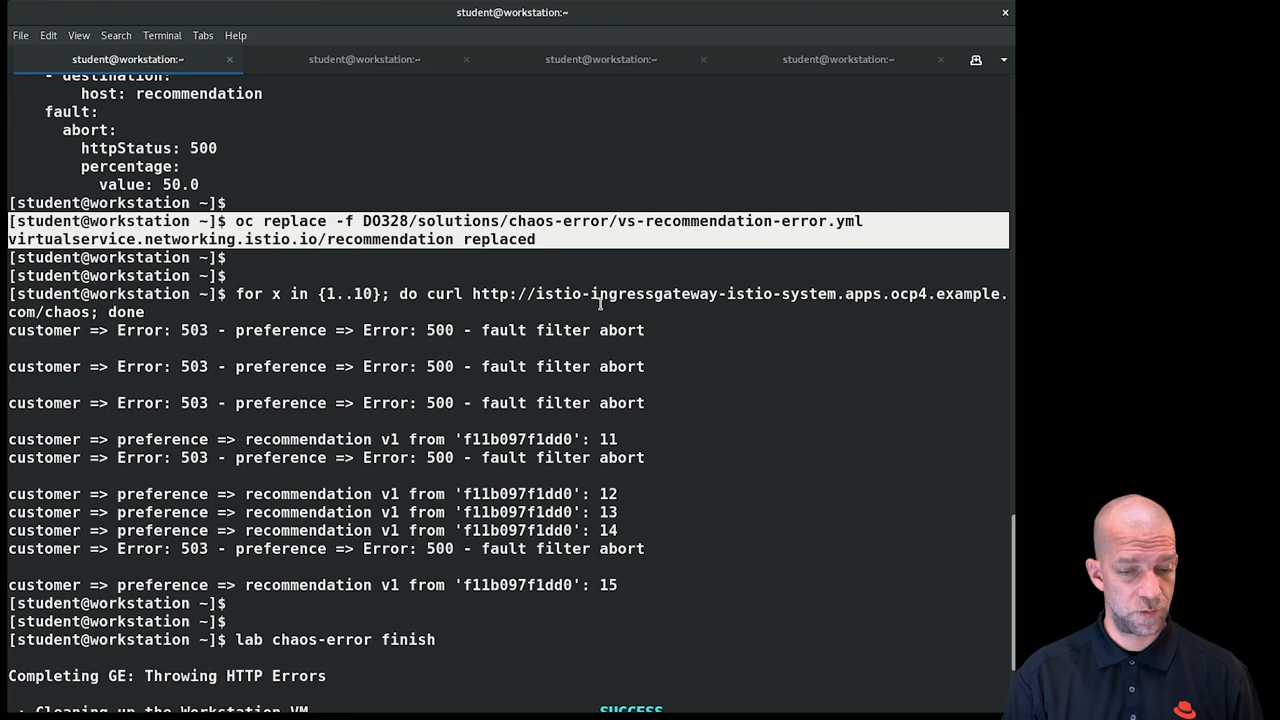 student@workstation:~
×
File Edit View Search Terminal Tabs Help
student@workstation:~ × student@workstation:~ × student@workstation:~ × student@workstation:~ ×
- destination:
host: recommendation
fault:
abort:
httpStatus: 500
percentage:
value: 50.0
[student@workstation ~]$
[student@workstation ~]$ oc replace -f DO328/solutions/chaos-error/vs-recommendation-error.yml
virtualservice.networking.istio.io/recommendation replaced
[student@workstation ~]$
[student@workstation ~]$
[student@workstation ~]$ for x in {1..10}; do curl http://istio-ingressgateway-istio-system.apps.ocp4.example.
com/chaos; done
customer => Error: 503 - preference => Error: 500 - fault filter abort
customer => Error: 503 - preference => Error: 500 - fault filter abort
customer => Error: 503 - preference => Error: 500 - fault filter abort
customer => preference => recommendation v1 from 'f11b097f1dd0': 11
customer => Error: 503 - preference => Error: 500 - fault filter abort
customer => preference => recommendation v1 from 'f11b097f1dd0': 12
customer => preference => recommendation v1 from 'f11b097f1dd0': 13
customer => preference => recommendation v1 from 'f11b097f1dd0': 14
customer => Error: 503 - preference => Error: 500 - fault filter abort
customer => preference => recommendation v1 from 'f11b097f1dd0': 15
[student@workstation ~]$
[student@workstation ~]$
[student@workstation ~]$ lab chaos-error finish
Completing GE: Throwing HTTP Errors
· Cleaning up the Workstation VM SUCCESS